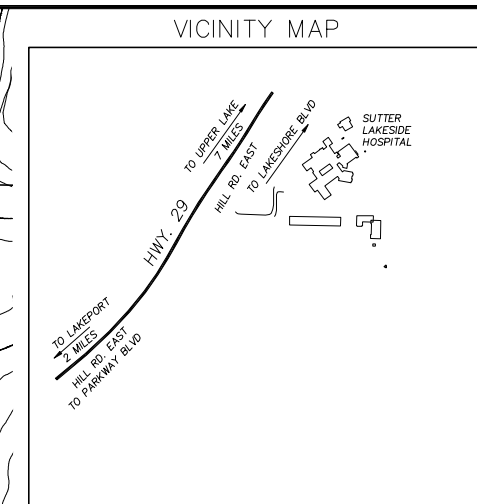 VICINITY MAP
TO UPPER LAKE
7 MILES
HILL RD. EAST
TO LAKESHORE BLVD
SUTTER
LAKESIDE
HOSPITAL
HWY. 29
TO LAKEPORT
2 MILES
HILL RD. EAST
TO PARKWAY BLVD